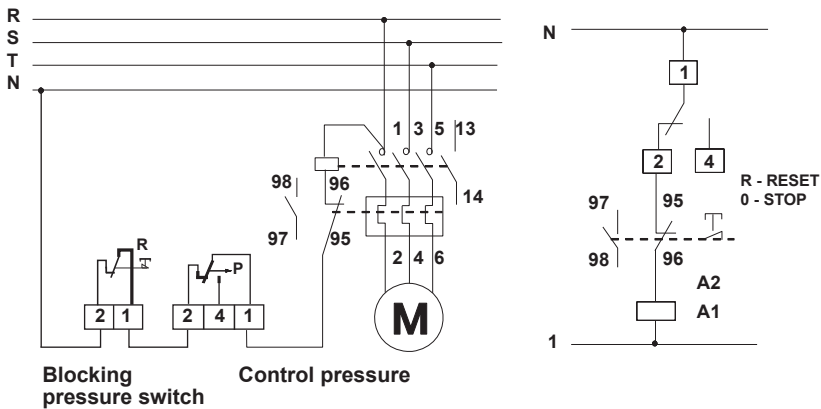 R
S
T
N
1 3 5 13
98 96
14
97 95
2 4 6
R
P
2 1
2 4 1
M
Blocking
pressure switch
Control pressure
N
1
2 4
R - RESET
0 - STOP
97 95
98 96
A2
A1
1